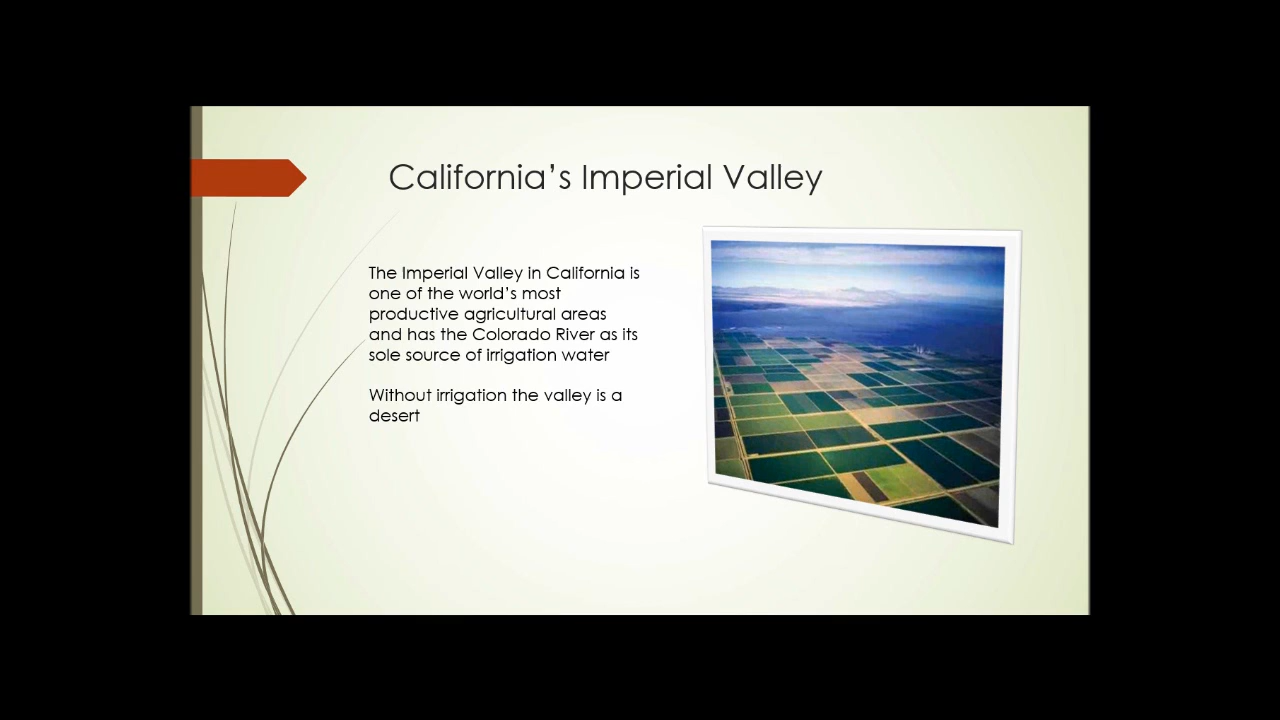 California’s Imperial Valley
The Imperial Valley in California is
one of the world’s most
productive agricultural areas
and has the Colorado River as its
sole source of irrigation water
Without irrigation the valley is a
desert